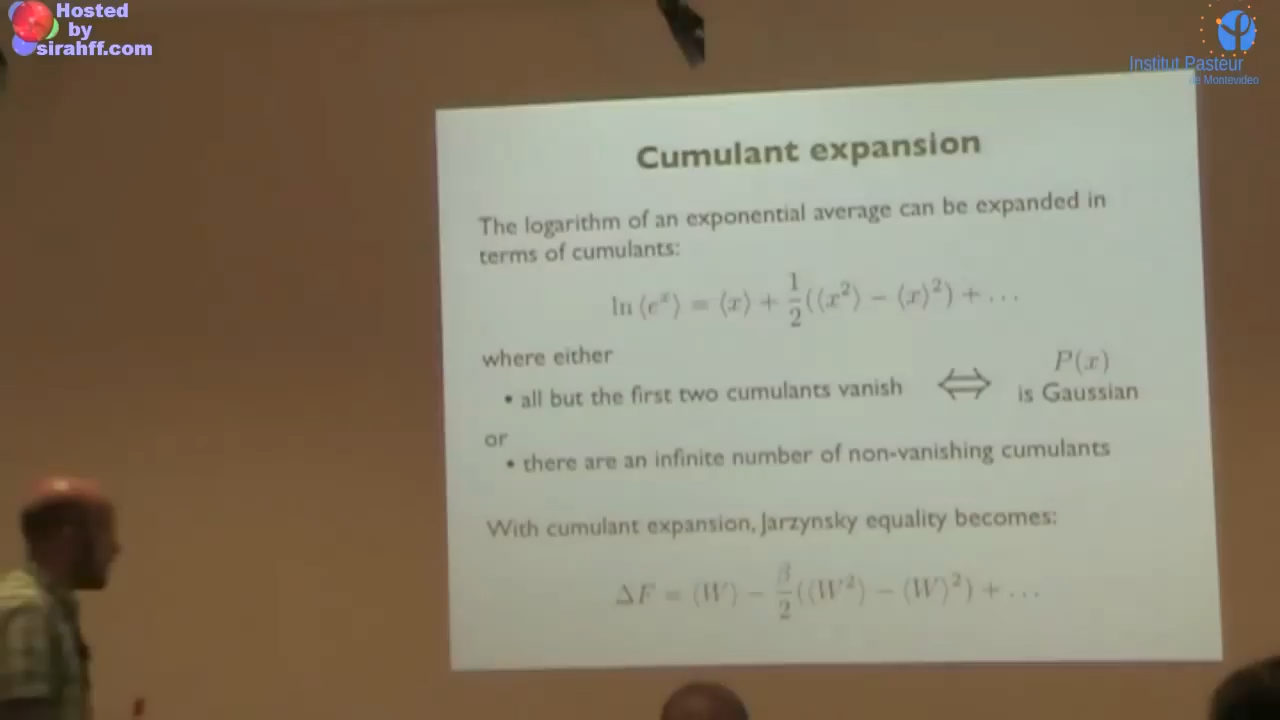 Hosted
by
sirahff.com
Institut Pasteur
de Montevideo
Cumulant expansion
The logarithm of an exponential average can be expanded in
terms of cumulants:
ln ⟨eˣ⟩ = ⟨x⟩ + 1/2 (⟨x²⟩ − ⟨x⟩²) + ...
where either
• all but the first two cumulants vanish ⟺ P(x)
is Gaussian
or
• there are an infinite number of non-vanishing cumulants
With cumulant expansion, Jarzynsky equality becomes:
ΔF = ⟨W⟩ − β/2 (⟨W²⟩ − ⟨W⟩²) + ...